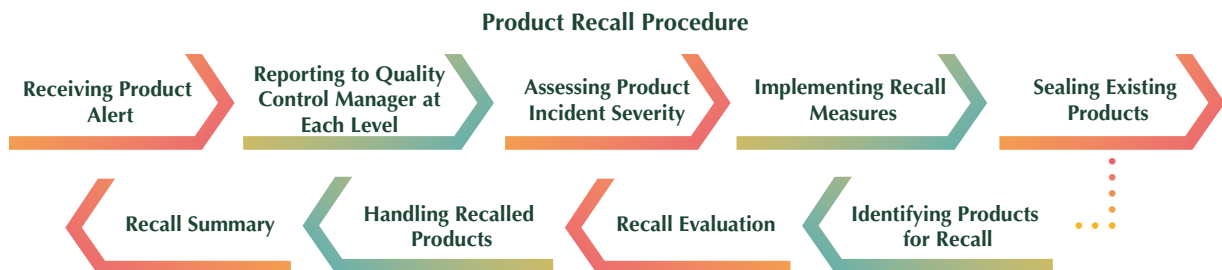 Product Recall Procedure
Receiving Product
Alert
Reporting to Quality
Control Manager at
Each Level
Assessing Product
Incident Severity
Implementing Recall
Measures
Sealing Existing
Products
Identifying Products
for Recall
Recall Evaluation
Handling Recalled
Products
Recall Summary